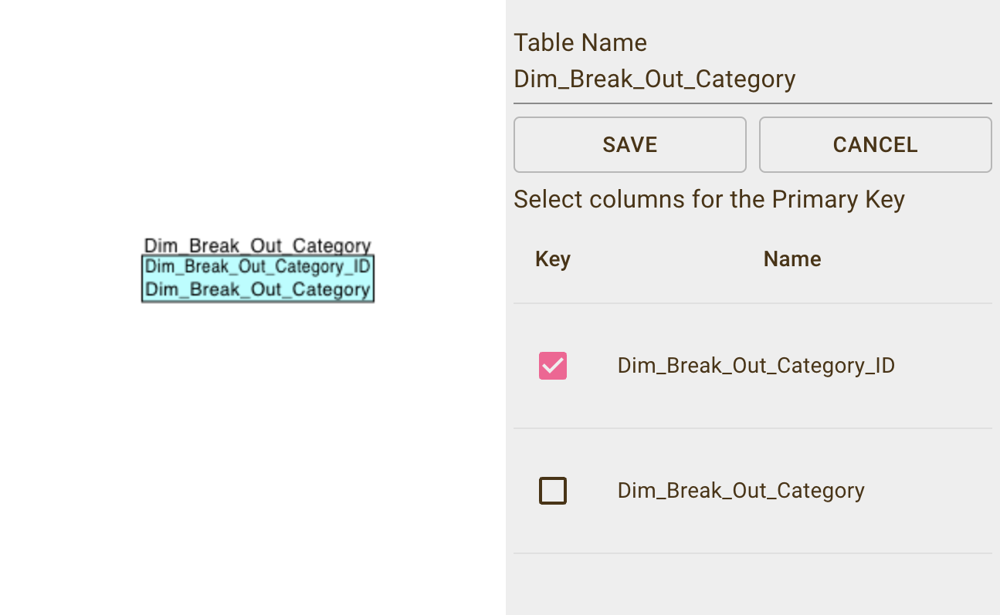 Dim_Break_Out_Category
Dim_Break_Out_Category_ID
Dim_Break_Out_Category
Table Name
Dim_Break_Out_Category
SAVE CANCEL
Select columns for the Primary Key
Key Name
Dim_Break_Out_Category_ID
Dim_Break_Out_Category